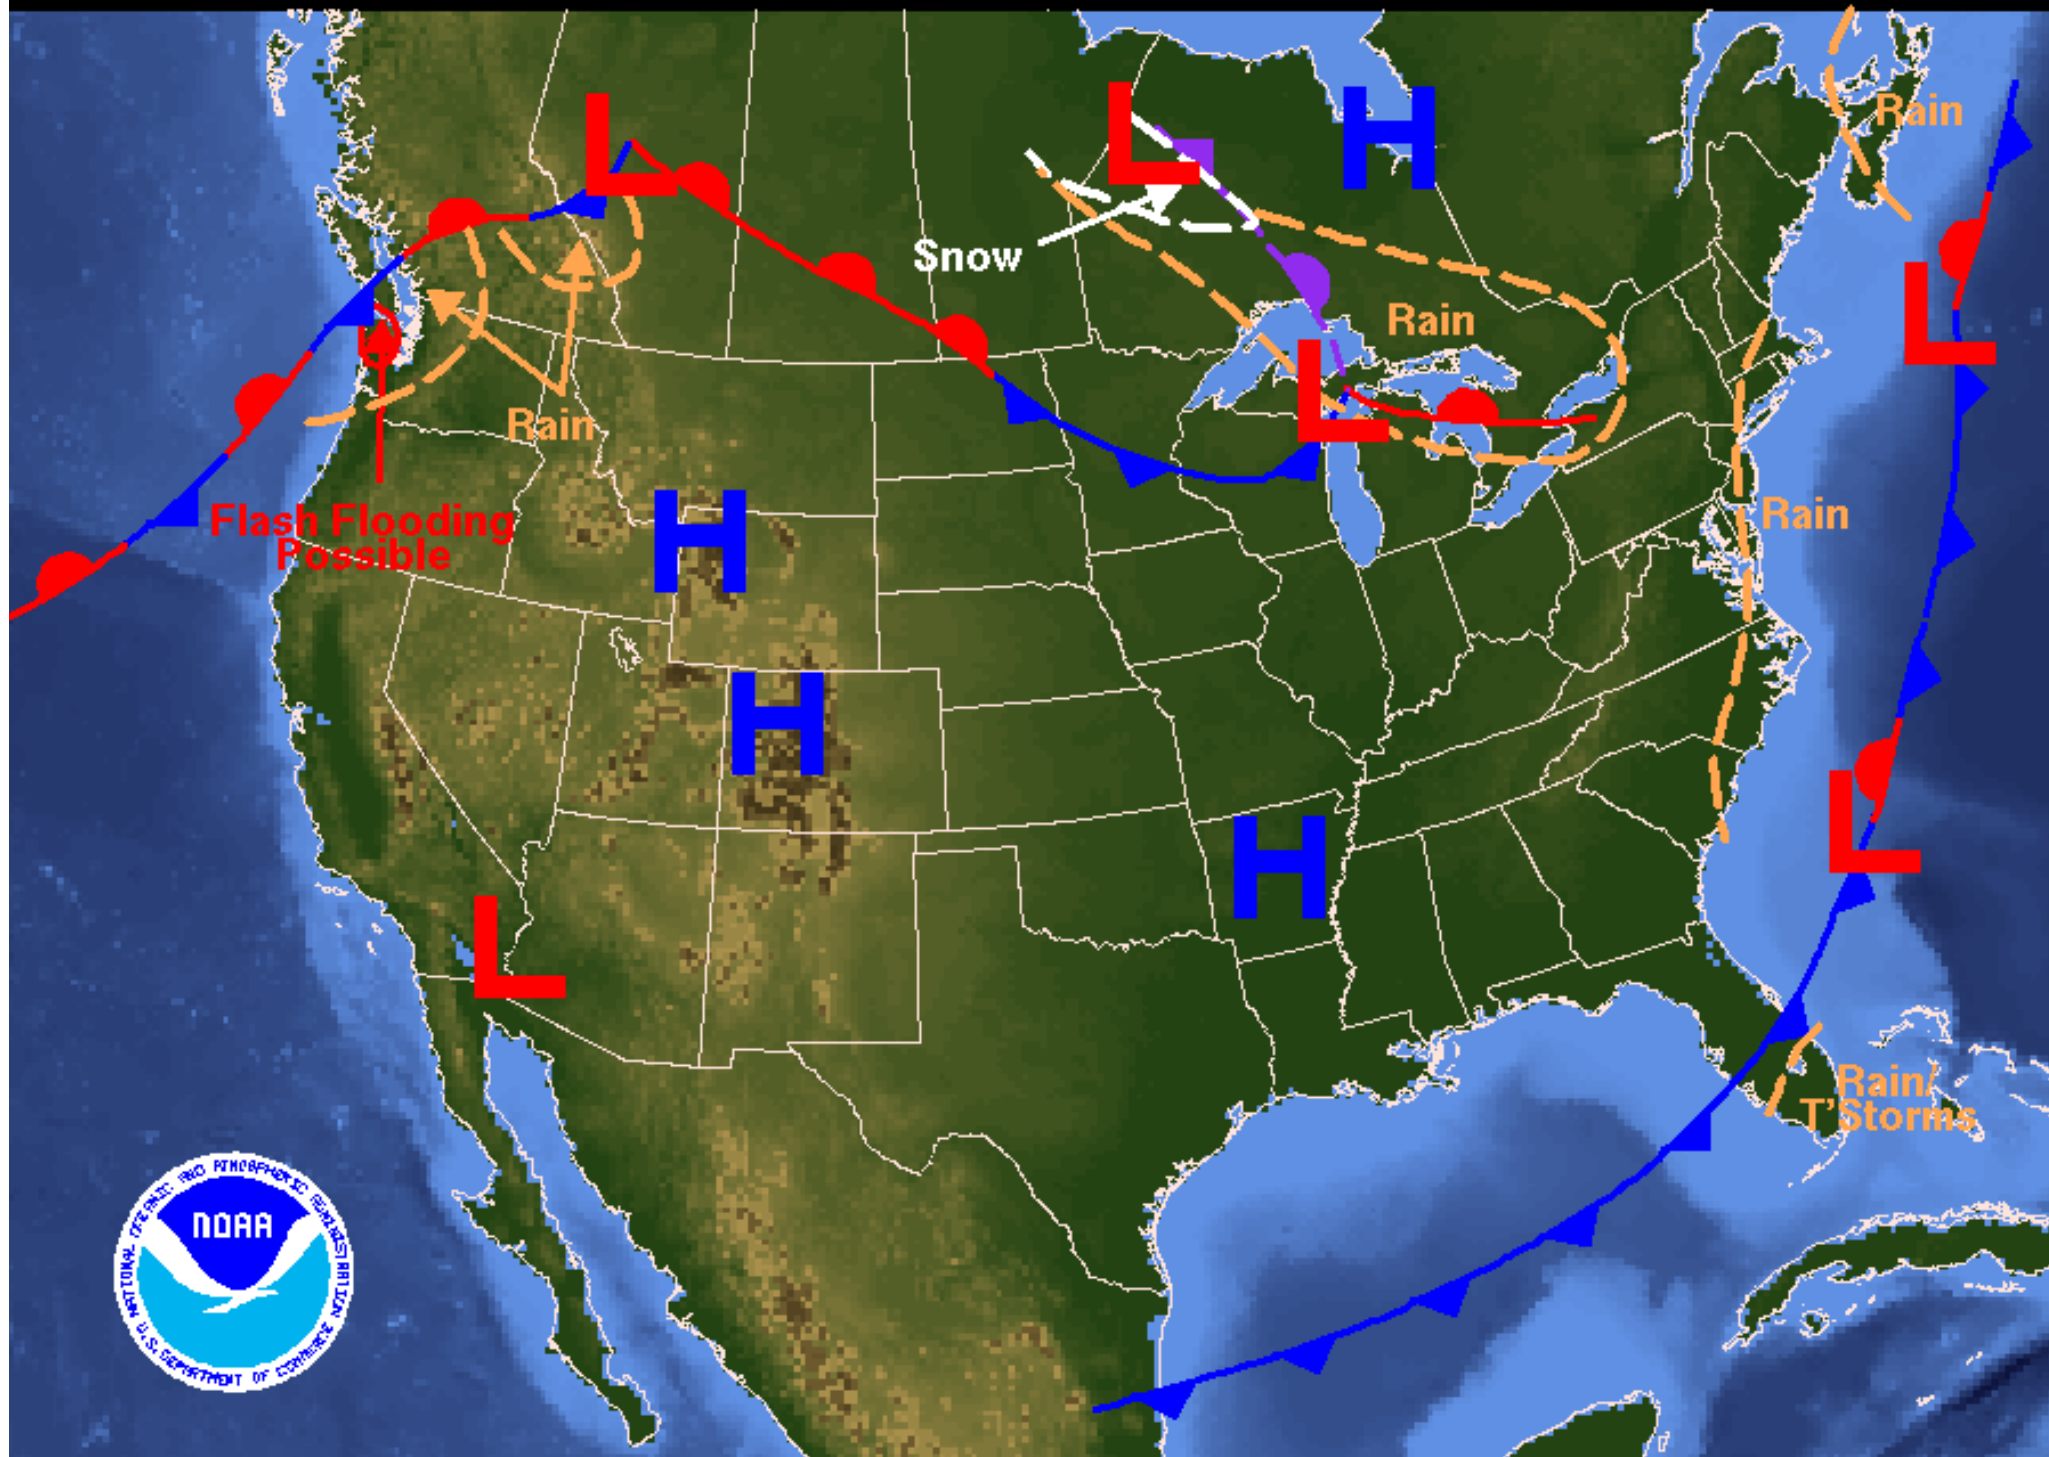 L
L
H
Rain
Snow
L
Rain
L
Rain
H
Rain
Flash Flooding
Possible
H
H
L
L
Rain/
T'Storms
NATIONAL OCEANIC AND ATMOSPHERIC ADMINISTRATION
NOAA
U.S. DEPARTMENT OF COMMERCE